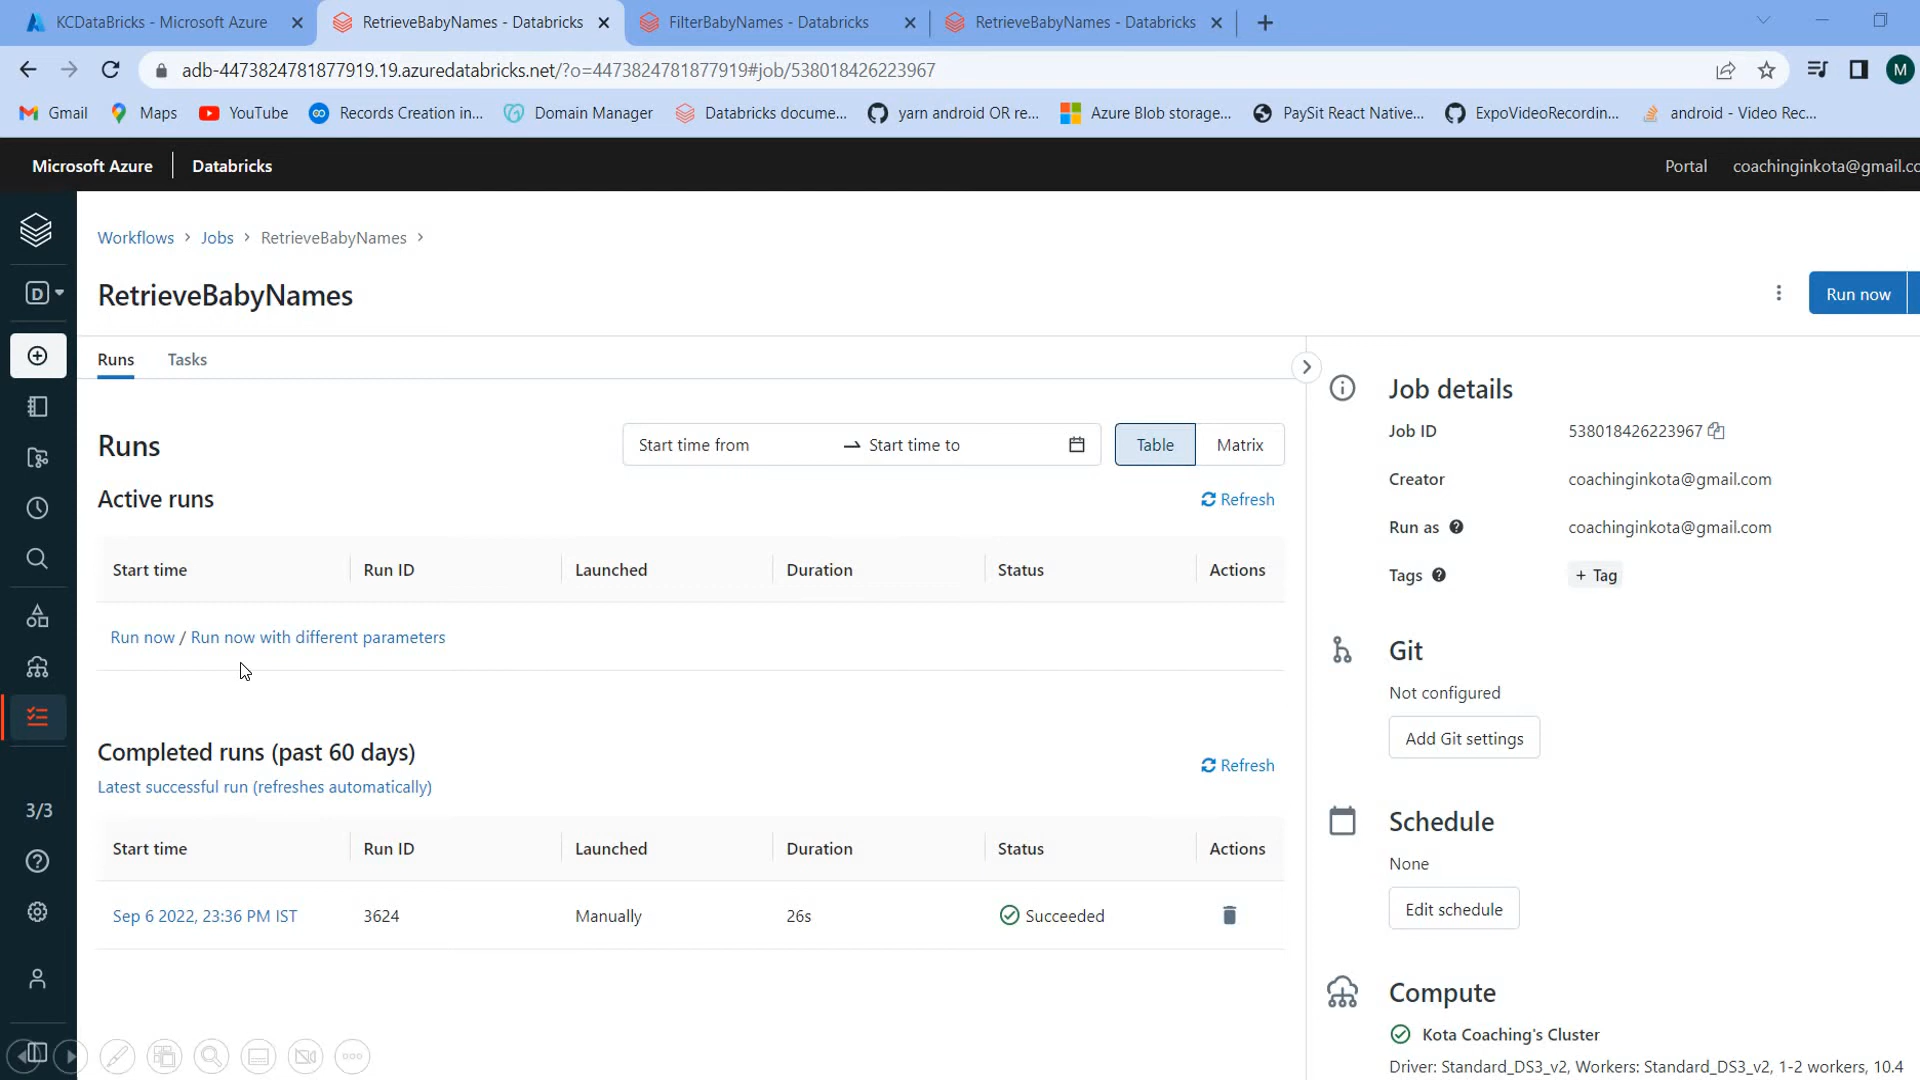 KCDataBricks - Microsoft Azure
RetrieveBabyNames - Databricks
FilterBabyNames - Databricks
RetrieveBabyNames - Databricks
adb-4473824781877919.19.azuredatabricks.net/?o=4473824781877919#job/538018426223967
M
Gmail
Maps
YouTube
Records Creation in...
Domain Manager
Databricks docume...
yarn android OR re...
Azure Blob storage...
PaySit React Native...
ExpoVideoRecordin...
android - Video Rec...
Microsoft Azure
Databricks
Portal
coachinginkota@gmail.co
Workflows > Jobs > RetrieveBabyNames >
RetrieveBabyNames
Run now
D
Runs
Tasks
Runs
Start time from → Start time to
Table
Matrix
Active runs
Refresh
Start time Run ID Launched Duration Status Actions
Run now / Run now with different parameters
Completed runs (past 60 days)
Refresh
Latest successful run (refreshes automatically)
Start time Run ID Launched Duration Status Actions
Sep 6 2022, 23:36 PM IST 3624 Manually 26s Succeeded
3/3
Job details
Job ID 538018426223967
Creator coachinginkota@gmail.com
Run as coachinginkota@gmail.com
Tags + Tag
Git
Not configured
Add Git settings
Schedule
None
Edit schedule
Compute
Kota Coaching's Cluster
Driver: Standard_DS3_v2, Workers: Standard_DS3_v2, 1-2 workers, 10.4